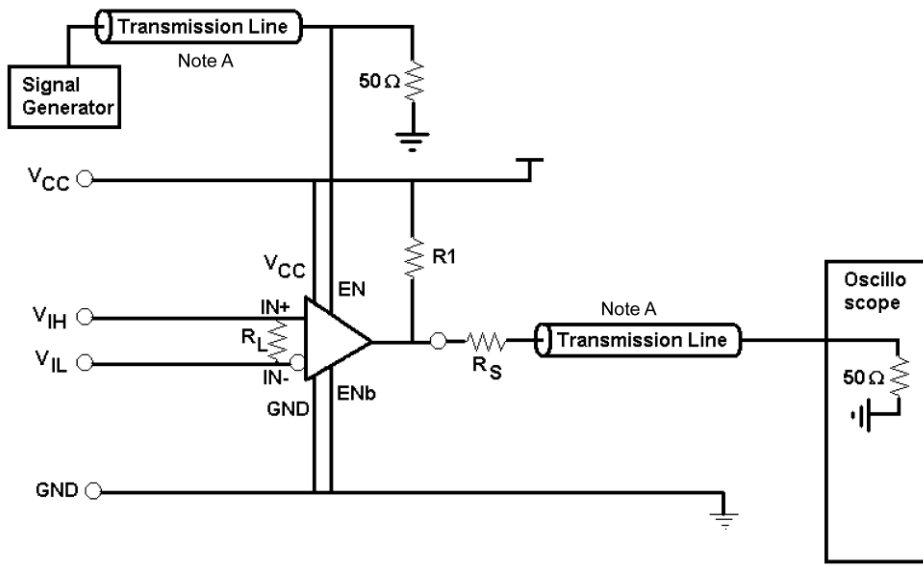 Transmission Line
Note A
Signal
Generator
50 Ω
VCC
VCC
EN
R1
VIH
IN+
RL
VIL
IN-
GND
ENb
RS
Note A
Transmission Line
Oscillo
scope
50 Ω
GND